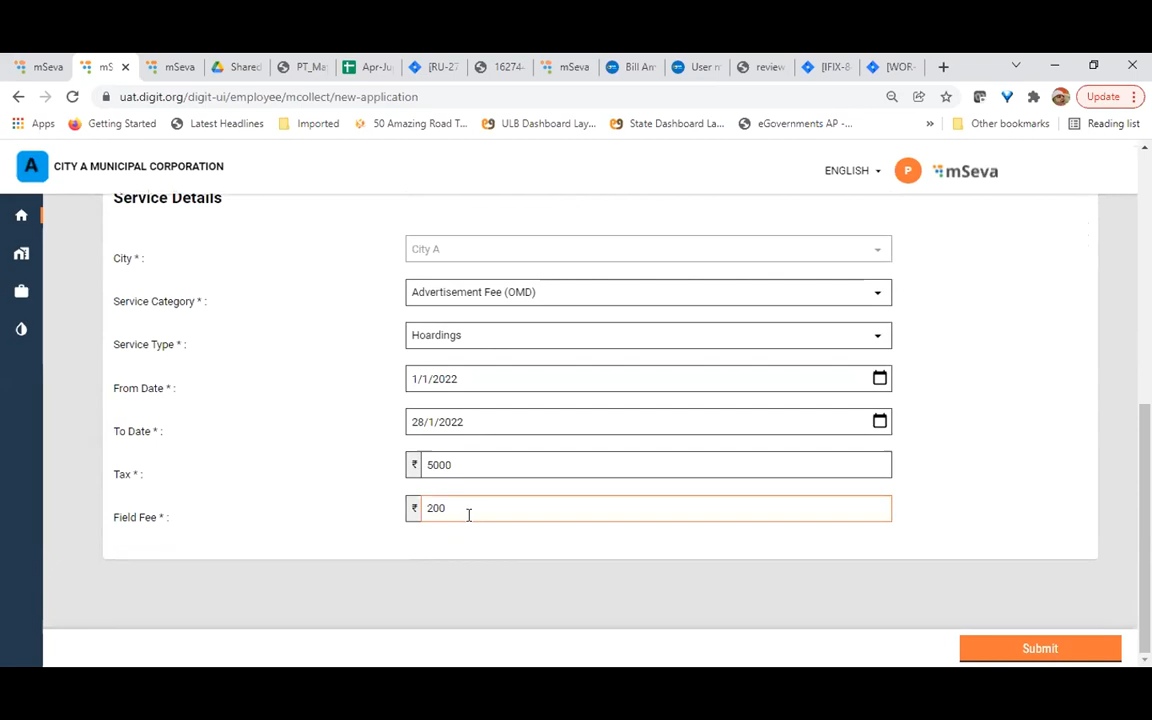 mSeva
mS
mSeva
Shared
PT_Ma
Apr-Ju
[RU-27
16274
mSeva
Bill Am
User n
review
[IFIX-8
[WOR-
uat.digit.org/digit-ui/employee/mcollect/new-application
Update
Apps
Getting Started
Latest Headlines
Imported
50 Amazing Road T...
ULB Dashboard Lay...
State Dashboard La...
eGovernments AP -...
»
Other bookmarks
Reading list
A
CITY A MUNICIPAL CORPORATION
ENGLISH
P
mSeva
Service Details
City * :
City A
Service Category * :
Advertisement Fee (OMD)
Service Type * :
Hoardings
From Date * :
1/1/2022
To Date * :
28/1/2022
Tax * :
₹ 5000
Field Fee * :
₹ 200
Submit